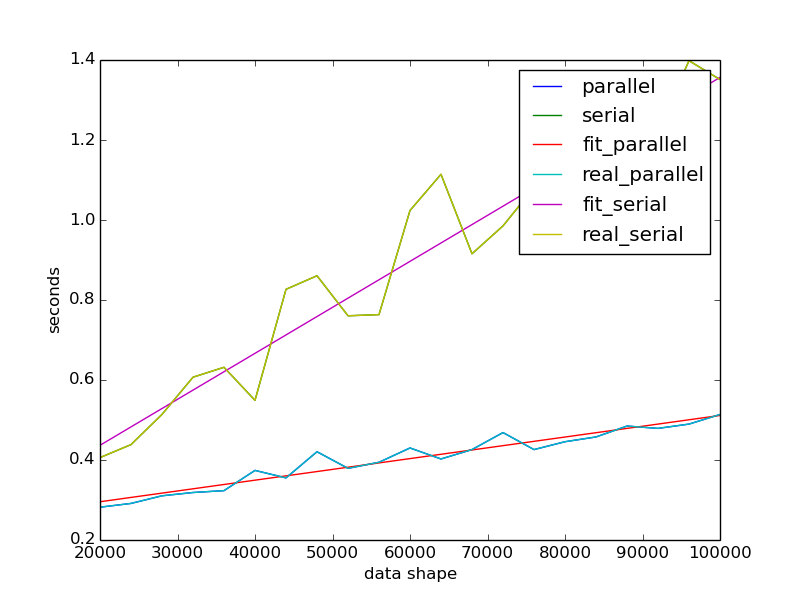 1.4
1.2
1.0
0.8
0.6
0.4
0.2
seconds
parallel
serial
fit_parallel
real_parallel
fit_serial
real_serial
20000 30000 40000 50000 60000 70000 80000 90000 100000
data shape